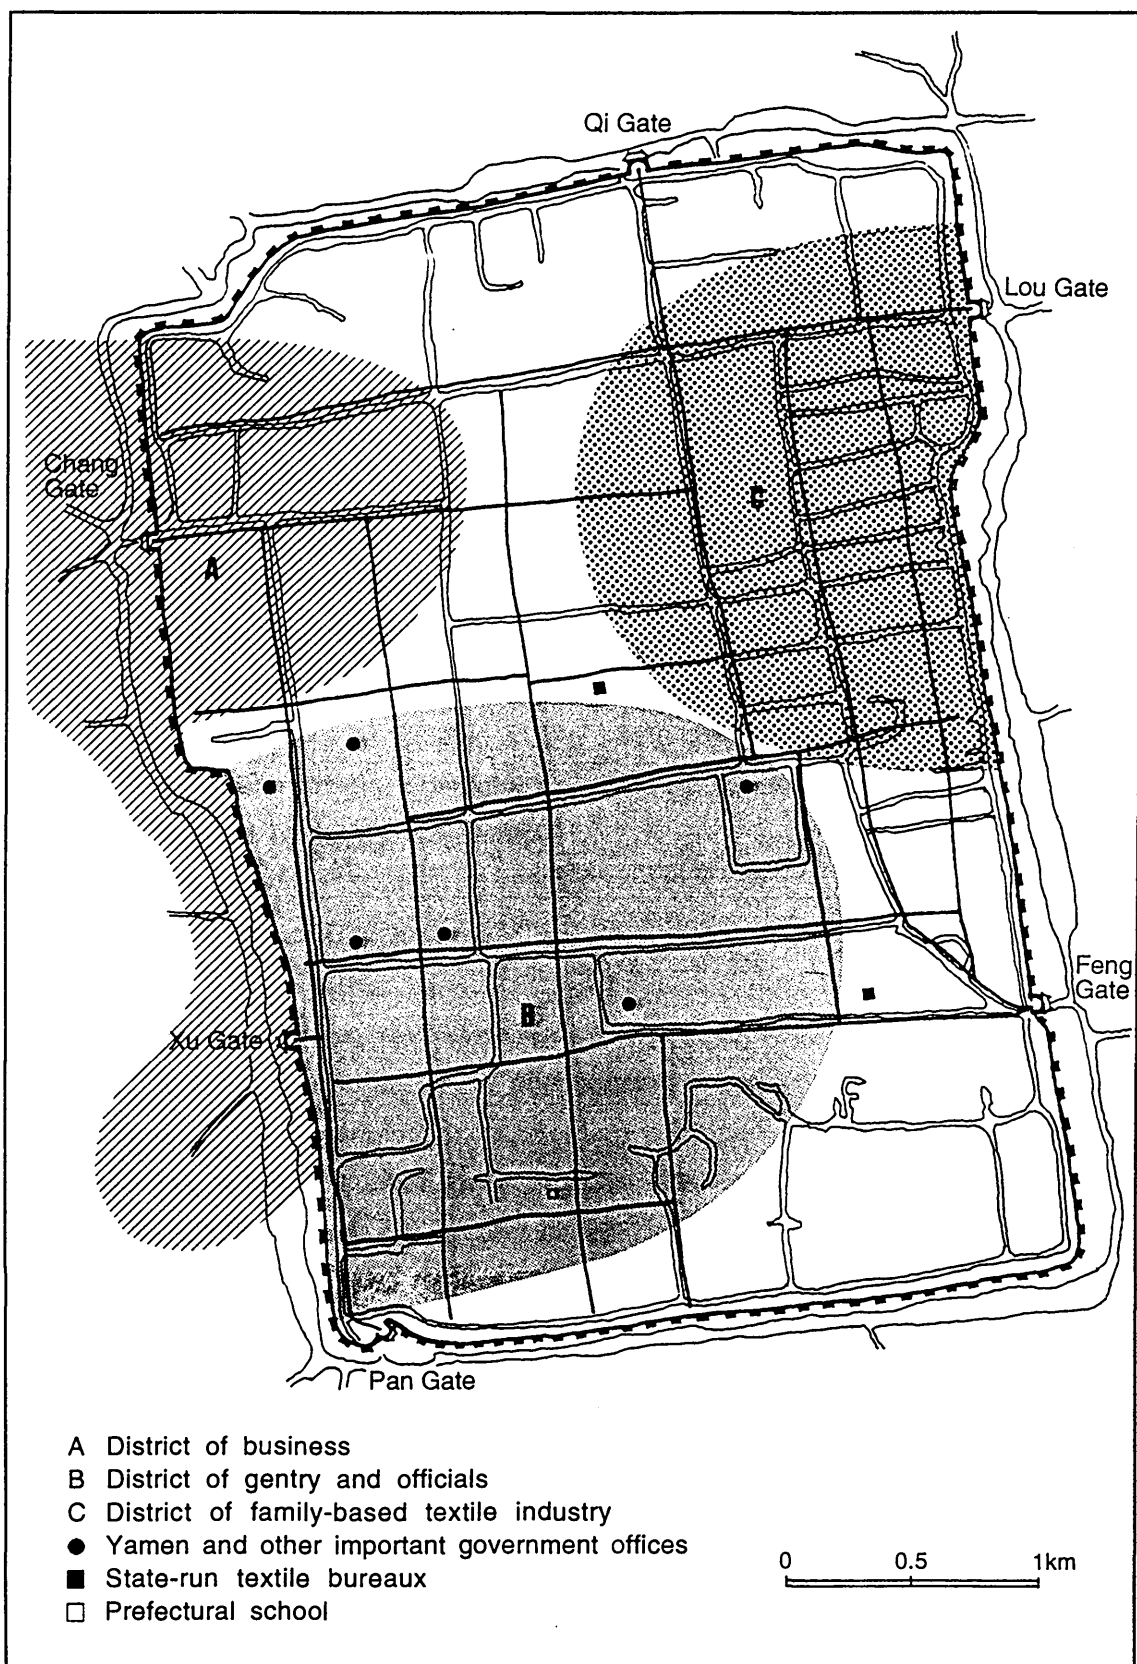 Qi Gate
Lou Gate
Chang
Gate
C
A
Feng
Gate
B
Xu Gate
Pan Gate
A District of business
B District of gentry and officials
C District of family-based textile industry
Yamen and other important government offices
State-run textile bureaux
Prefectural school
0 0.5 1km